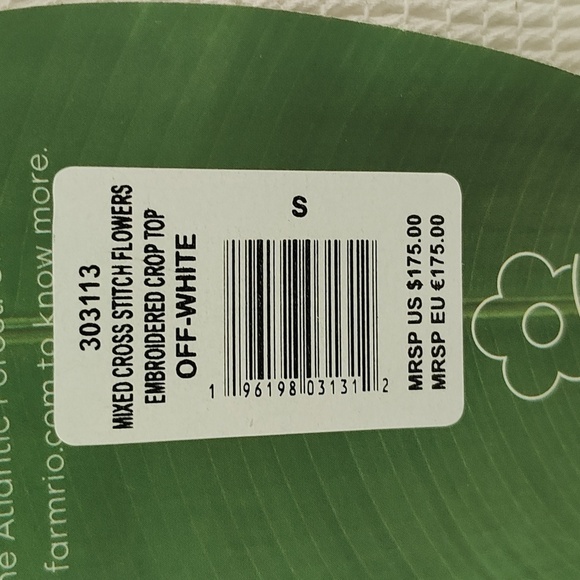 303113
MIXED CROSS STITCH FLOWERS
EMBROIDERED CROP TOP
OFF-WHITE
S
1 96198 03131 2
MRSP US $175.00
MRSP EU €175.00
Atlantic
farmrio.com to know more.